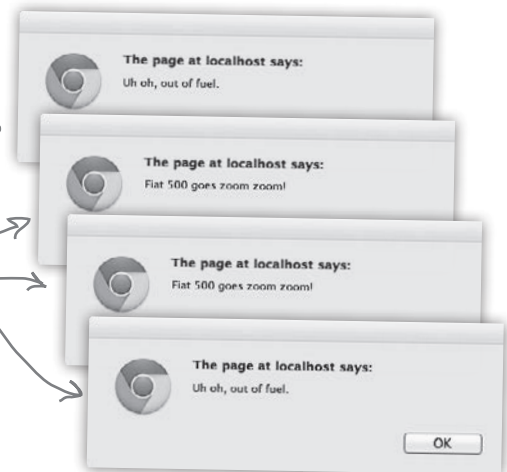 The page at localhost says:
Uh oh, out of fuel.
The page at localhost says:
Fiat 500 goes zoom zoom!
The page at localhost says:
Fiat 500 goes zoom zoom!
The page at localhost says:
Uh oh, out of fuel.
OK